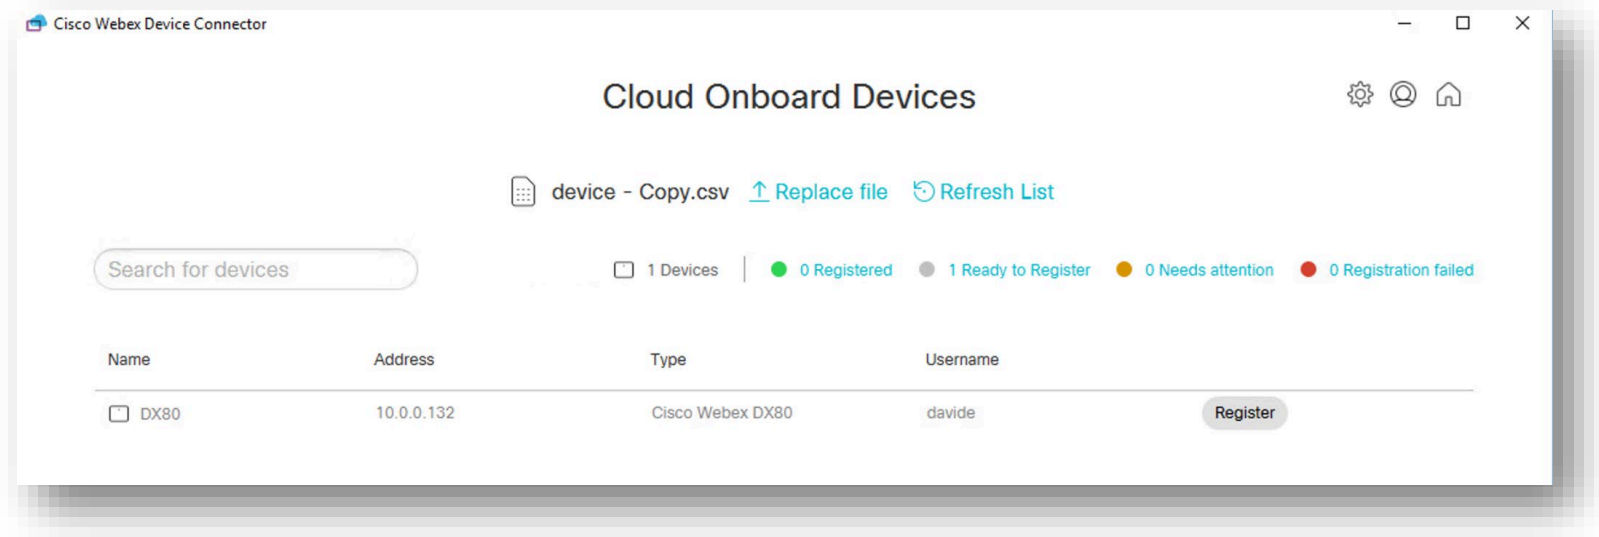 Cisco Webex Device Connector
Cloud Onboard Devices
device - Copy.csv Replace file Refresh List
Search for devices 1 Devices 0 Registered 1 Ready to Register 0 Needs attention 0 Registration failed
Name Address Type Username
DX80 10.0.0.132 Cisco Webex DX80 davide Register